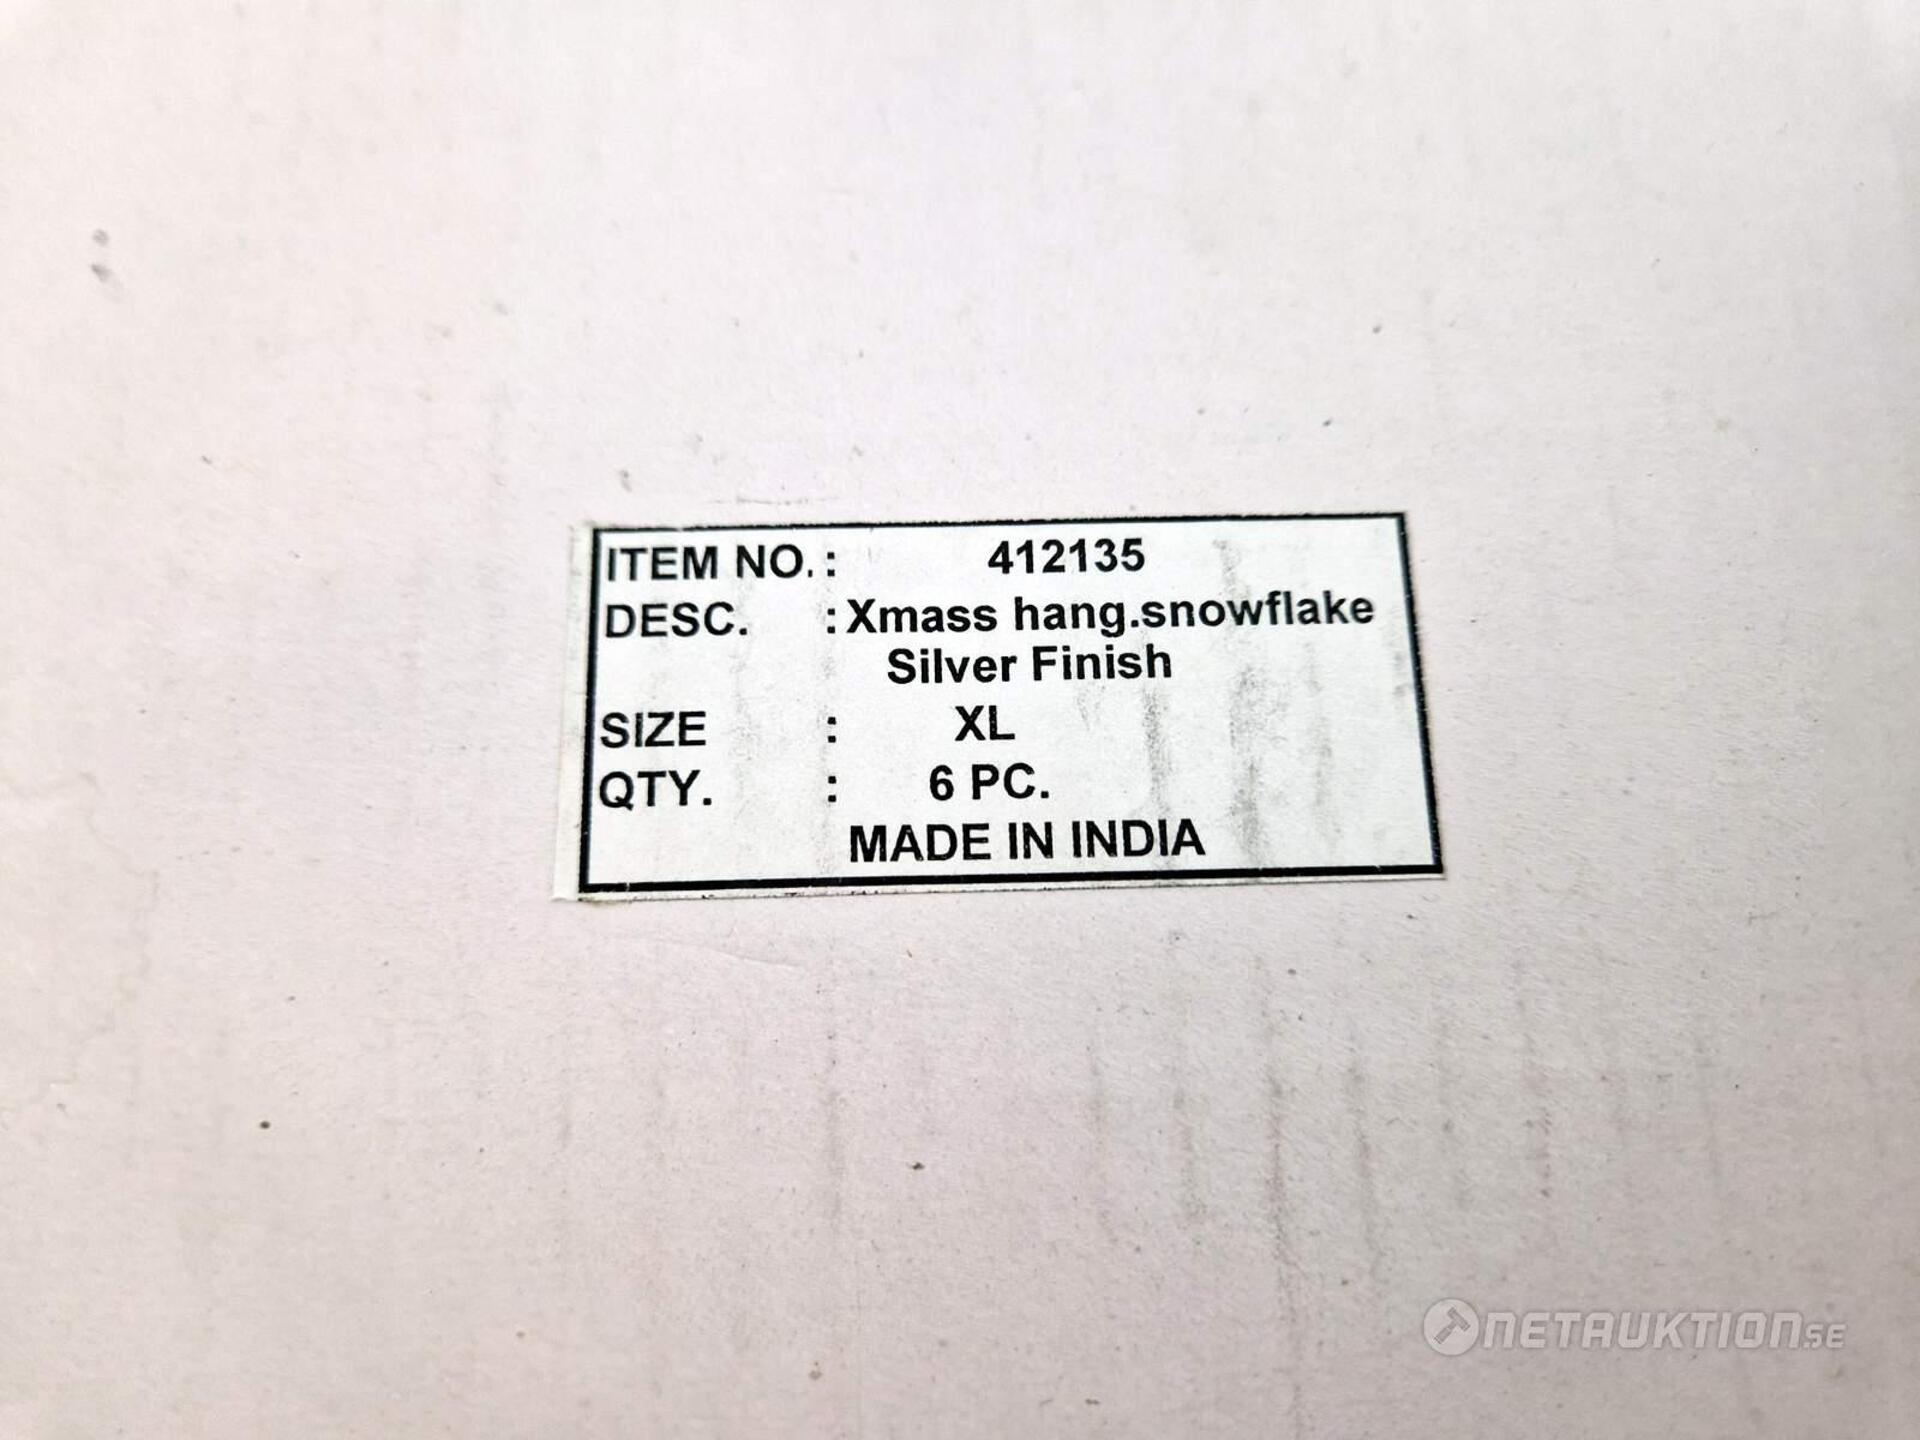 ITEM NO. : 412135
DESC. : Xmass hang.snowflake
Silver Finish
SIZE : XL
QTY. : 6 PC.
MADE IN INDIA
NETAUKTION.SE